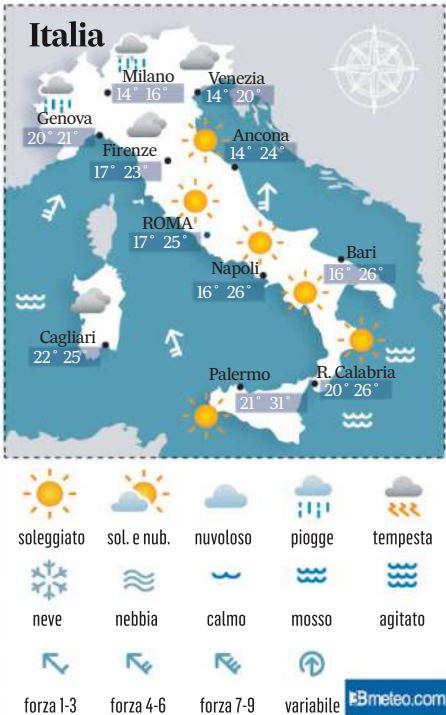 Italia
Milano
14° 16°
Venezia
14° 20°
Genova
20° 21°
Firenze
17° 23°
Ancona
14° 24°
ROMA
17° 25°
Napoli
16° 26°
Bari
16° 26°
Cagliari
22° 25°
Palermo
21° 31°
R. Calabria
20° 26°
soleggiato sol. e nub. nuvoloso piogge tempesta
neve nebbia calmo mosso agitato
forza 1-3 forza 4-6 forza 7-9 variabile
3Bmeteo.com